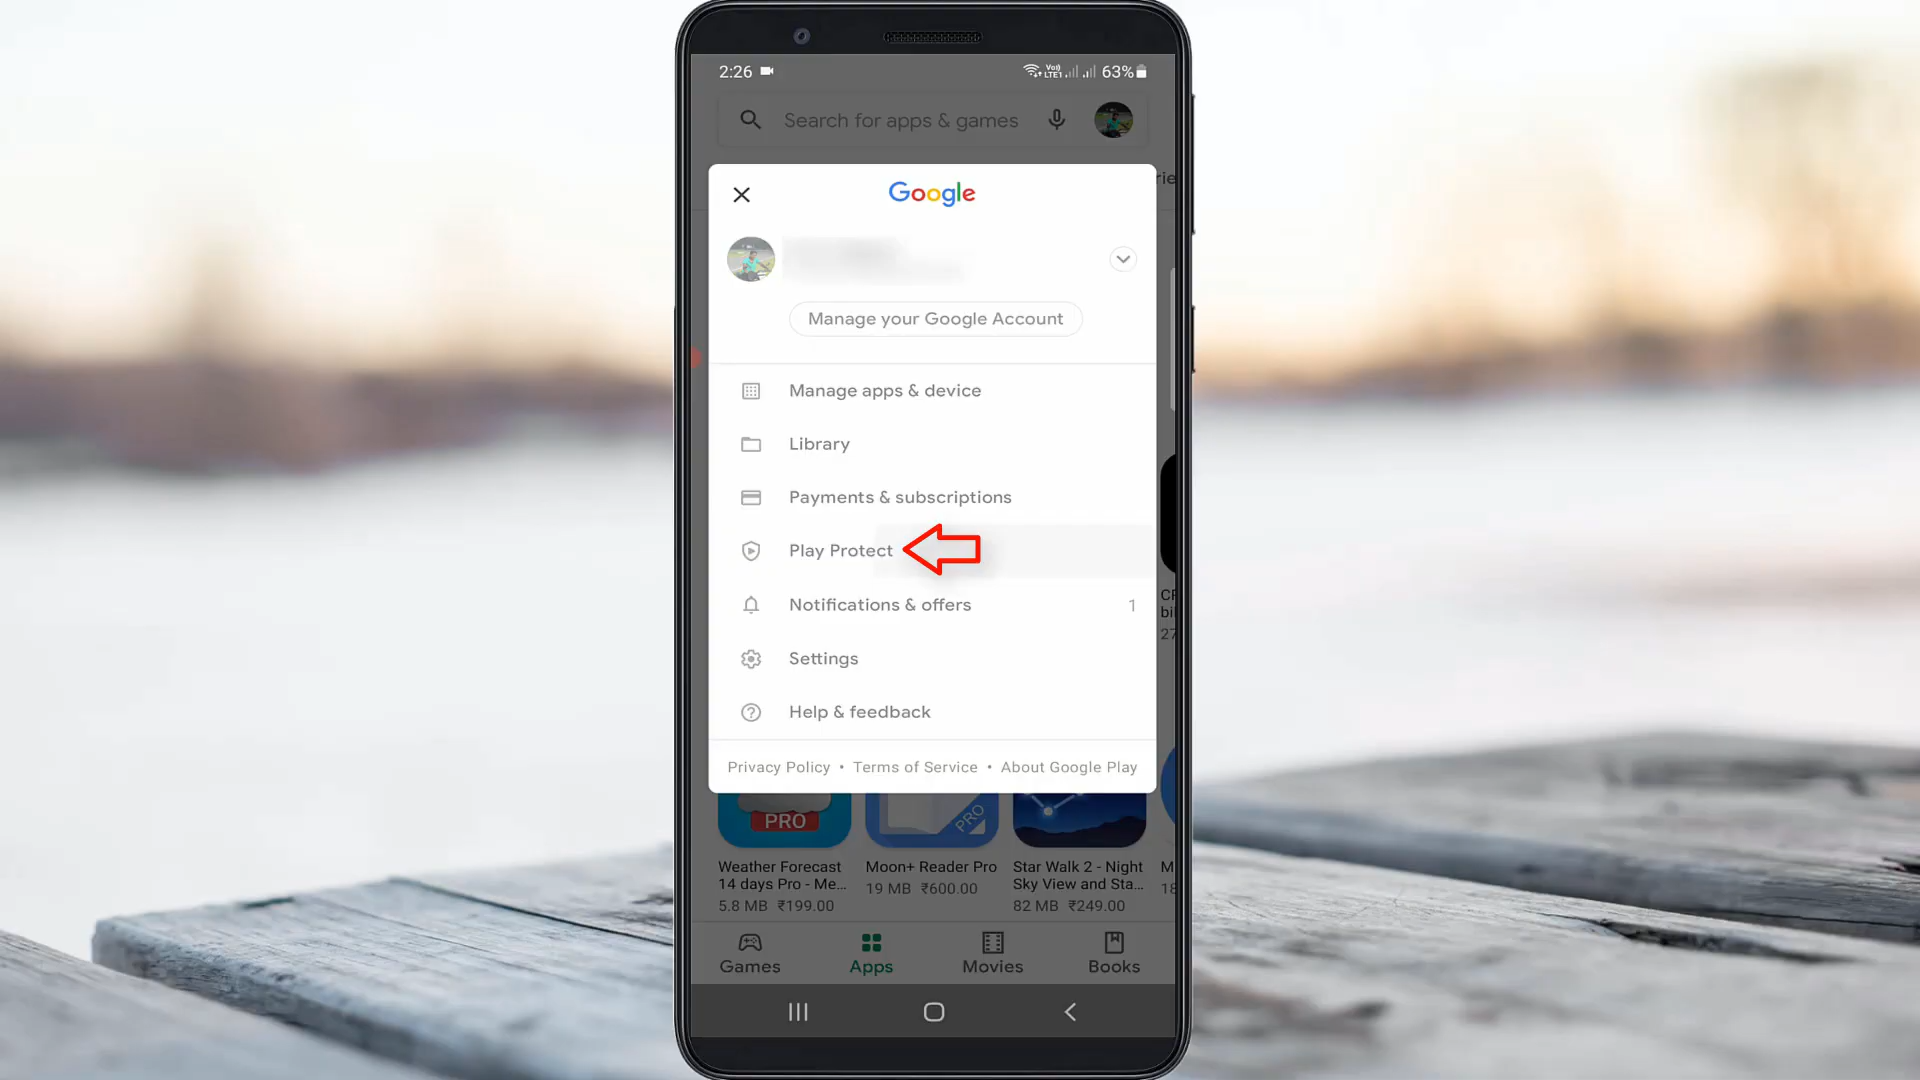 2:26
Vo))
LTE1
63%
Search for apps & games
Google
Manage your Google Account
Manage apps & device
Library
Payments & subscriptions
Play Protect
Notifications & offers 1
Settings
Help & feedback
Privacy Policy • Terms of Service • About Google Play
PRO
PRO
Weather Forecast
14 days Pro - Me...
5.8 MB ₹199.00
Moon+ Reader Pro
19 MB ₹600.00
Star Walk 2 - Night
Sky View and Sta...
82 MB ₹249.00
Games
Apps
Movies
Books